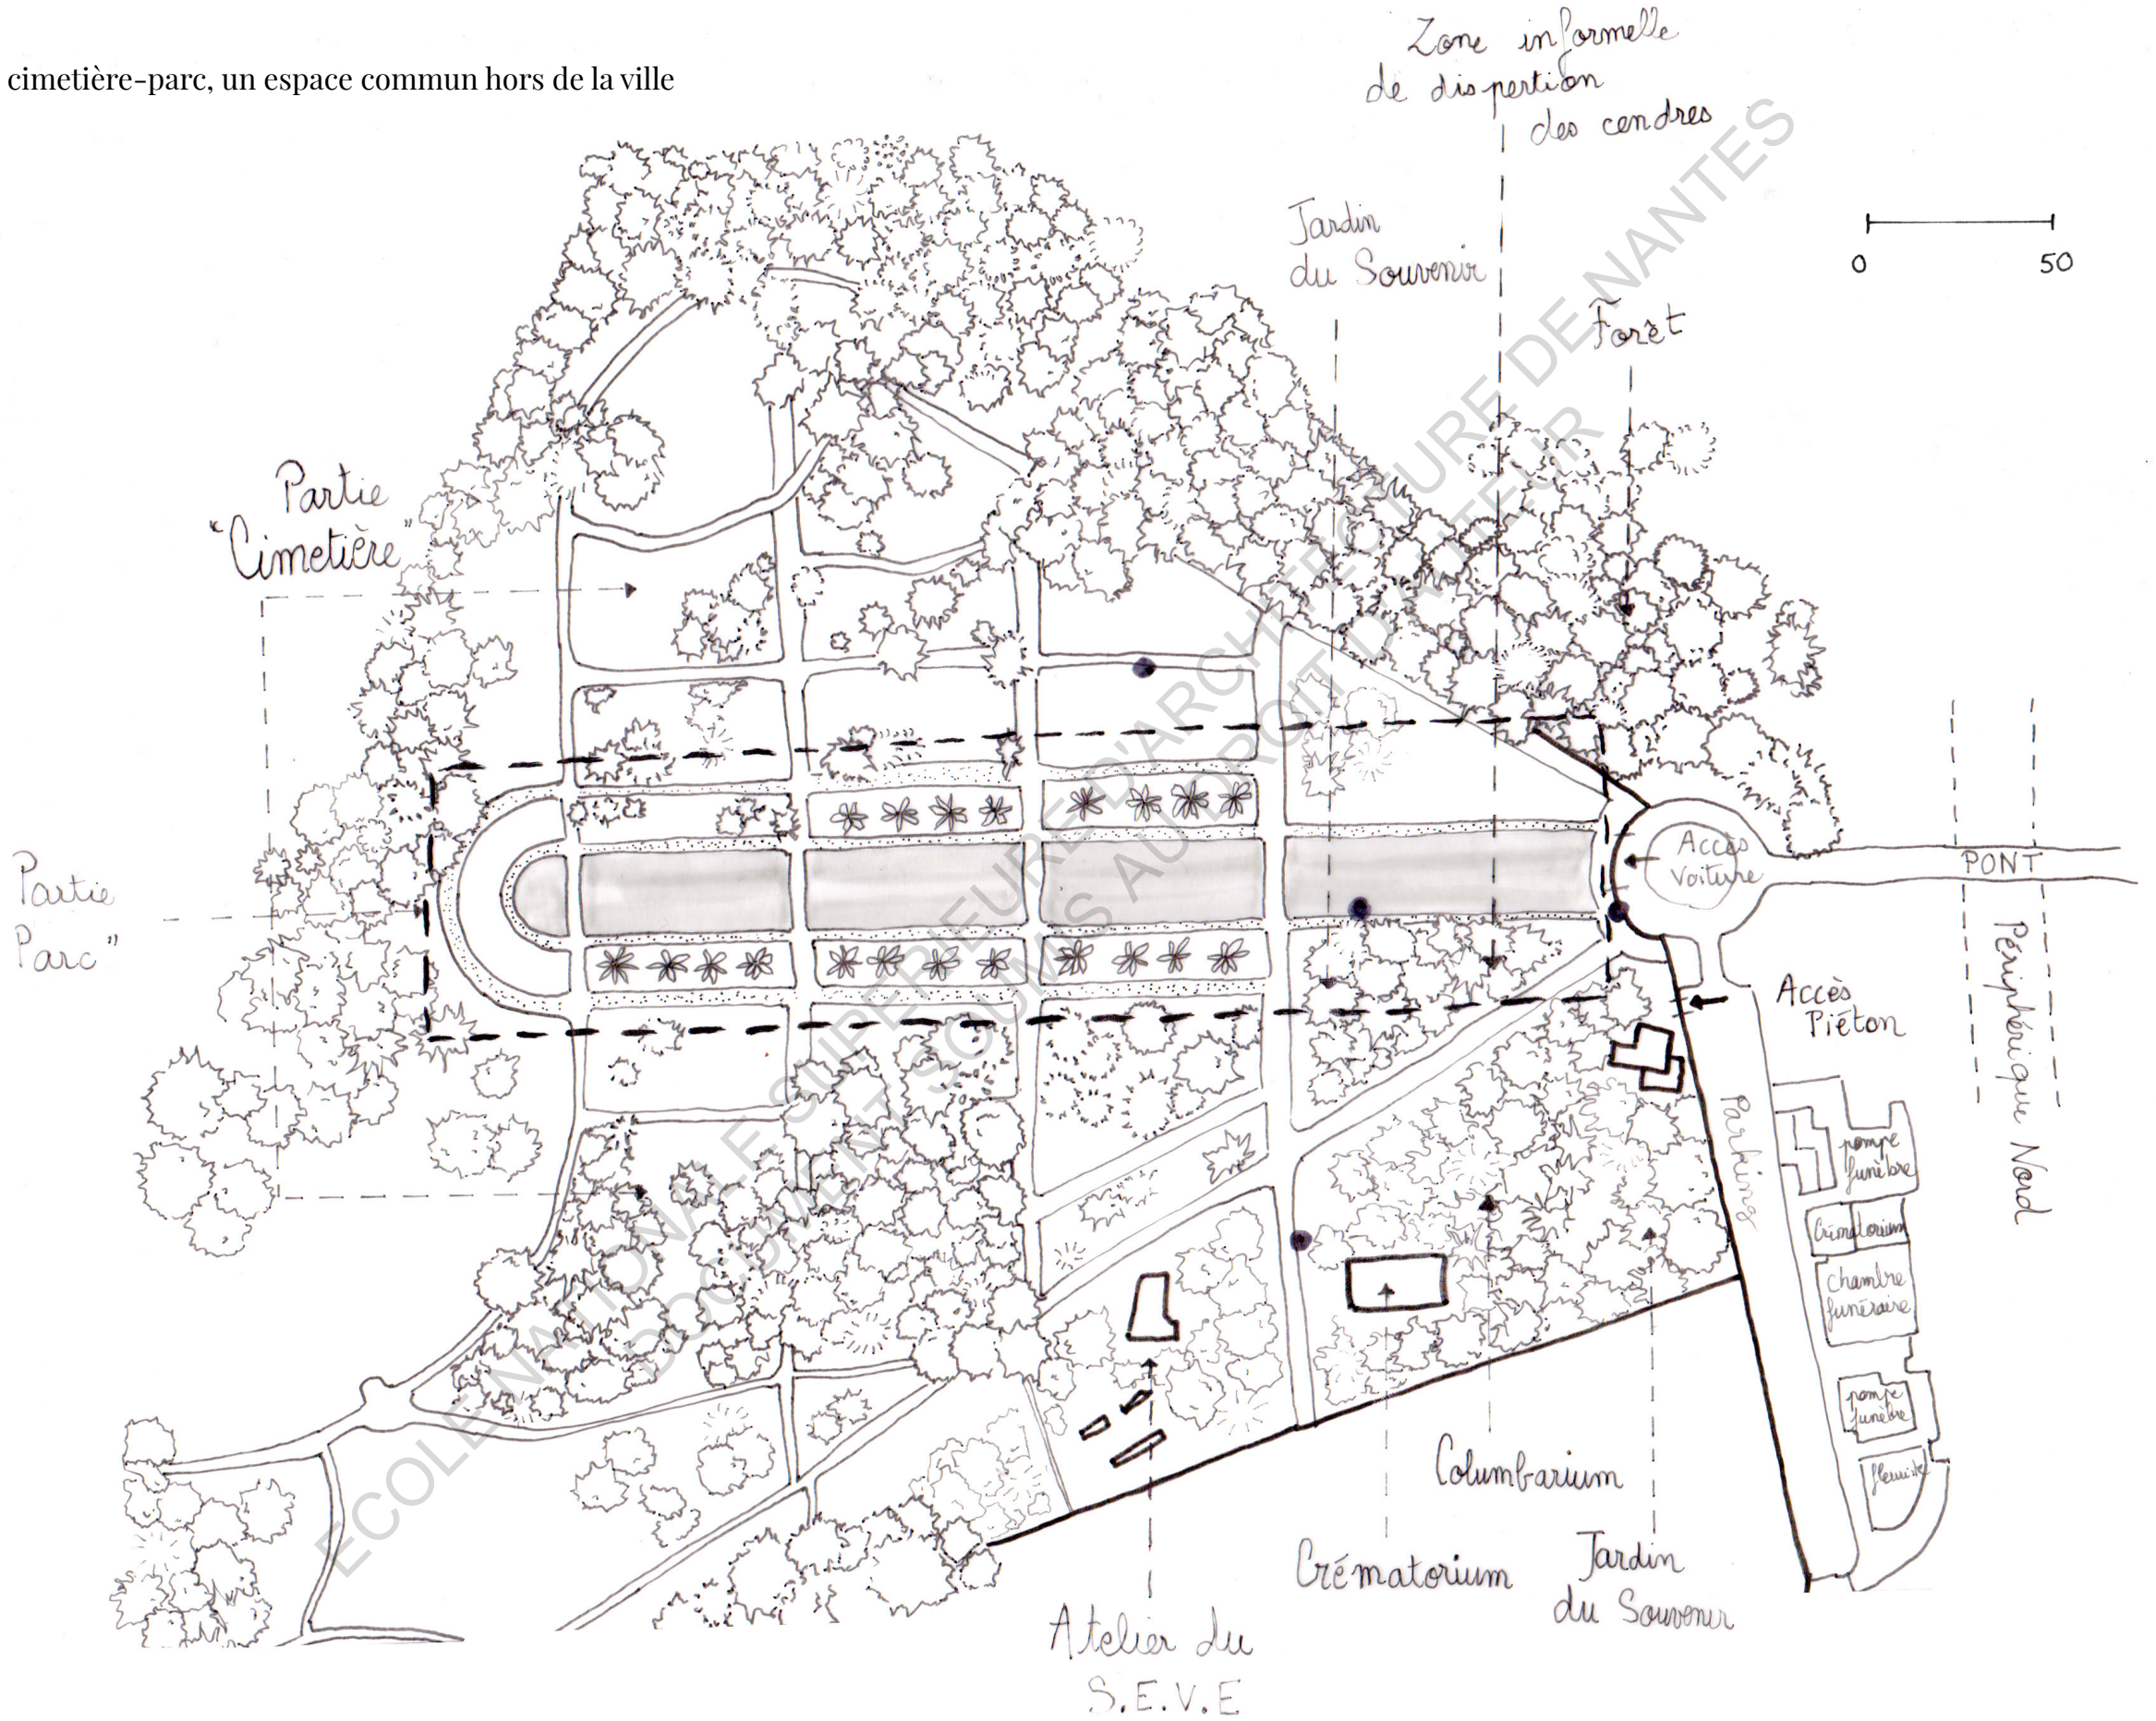 cimetière-parc, un espace commun hors de la ville
Zone informelle
de dispertion
des cendres
Jardin
du Souvenir
0 50
Forêt
Partie
"Cimetière"
Partie
Parc"
Accès
voiture
PONT
Périphérique Nord
Accès
Piéton
Parking
pompe
funèbre
Crématorium
chambre
funéraire
pompe
funèbre
fleuriste
Columbarium
Crématorium
Jardin
du Souvenir
Atelier du
S.E.V.E
ECOLE NATIONALE SUPERIEURE D'ARCHITECTURE DE NANTES
DOCUMENT SOUMIS AU DROIT D'AUTEUR